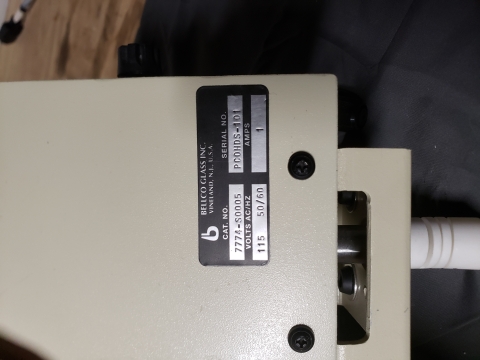 b BELLCO GLASS INC.
VINELAND, N.J., U.S.A.
CAT. NO. SERIAL NO.
7774-S0005 PCOHDS-101
VOLTS AC/HZ AMPS
115 50/60 1